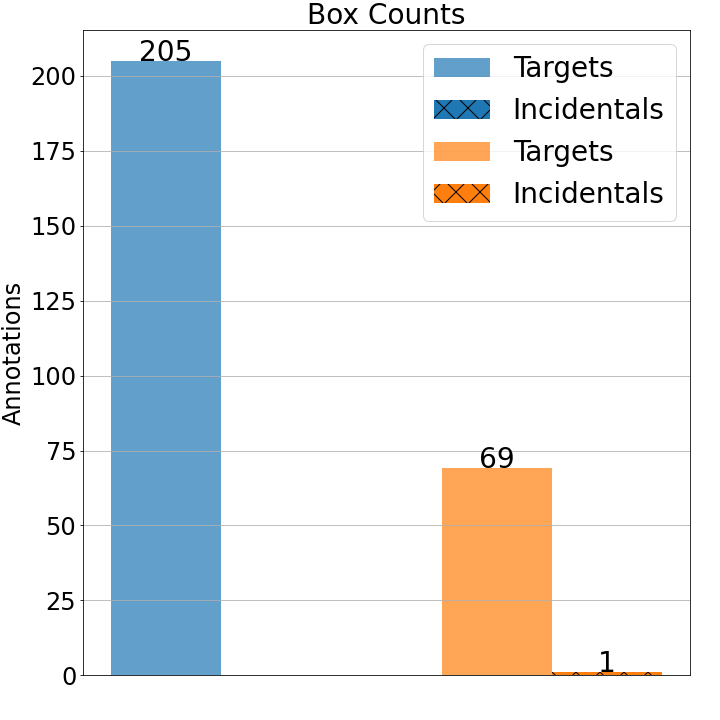 Box Counts
205
Targets
Incidentals
Targets
Incidentals
69
1
Annotations
200
175
150
125
100
75
50
25
0